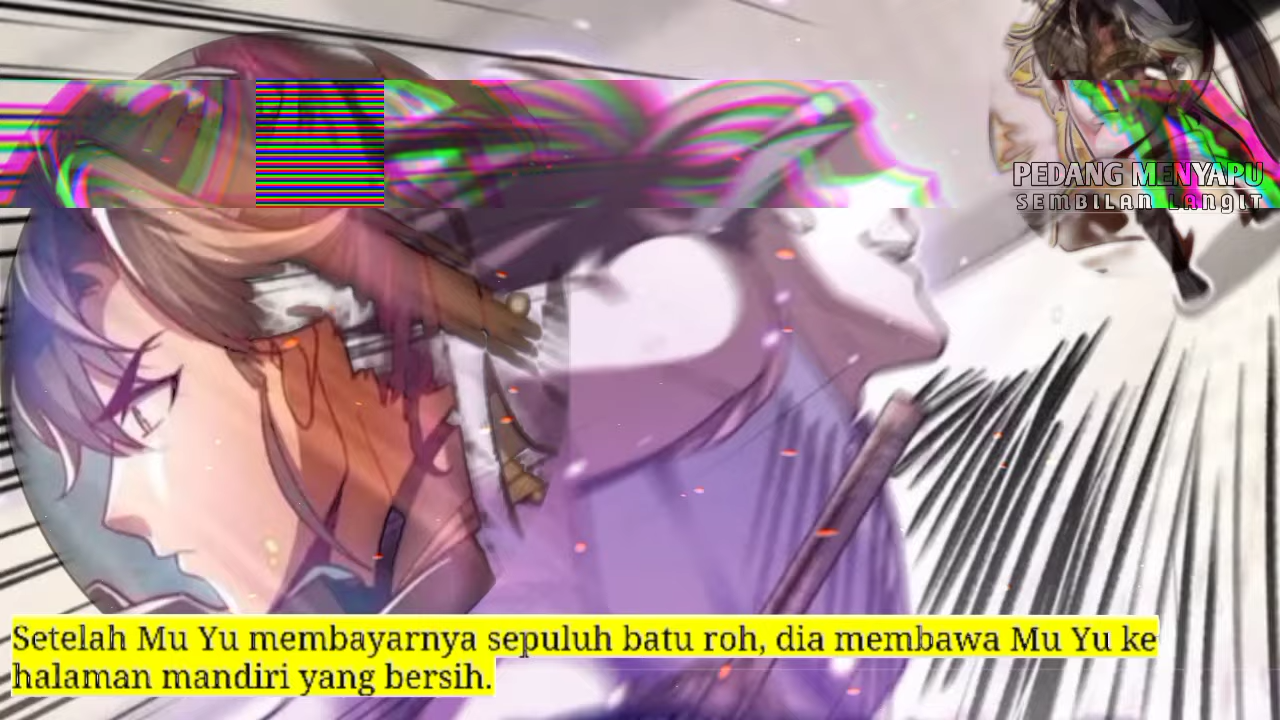 PEDANG MENYAPU
SEMBILAN LANGIT
Setelah Mu Yu membayarnya sepuluh batu roh, dia membawa Mu Yu ke
halaman mandiri yang bersih.